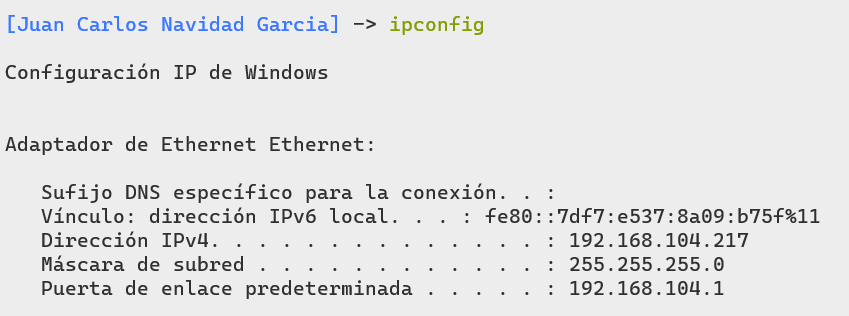 [Juan Carlos Navidad Garcia] -> ipconfig
Configuración IP de Windows
Adaptador de Ethernet Ethernet:
Sufijo DNS específico para la conexión. . :
Vínculo: dirección IPv6 local. . . : fe80::7df7:e537:8a09:b75f%11
Dirección IPv4. . . . . . . . . . . . . . : 192.168.104.217
Máscara de subred . . . . . . . . . . . . : 255.255.255.0
Puerta de enlace predeterminada . . . . . : 192.168.104.1